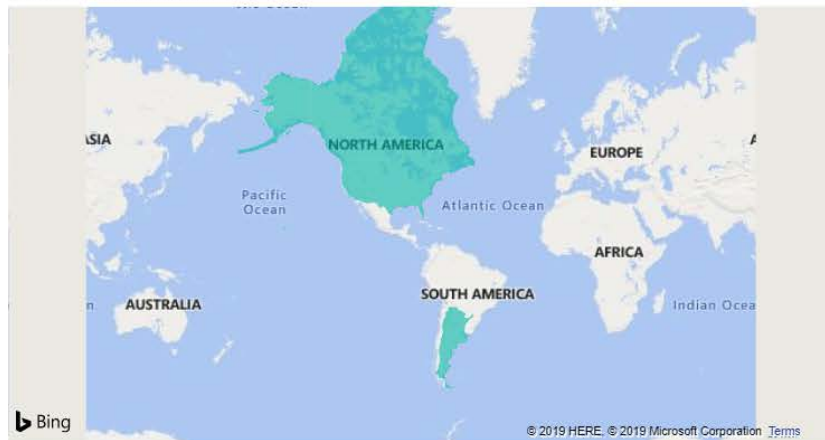 ASIA
NORTH AMERICA
EUROPE
A
Pacific
Ocean
Atlantic Ocean
AFRICA
SOUTH AMERICA
AUSTRALIA
n.
Indian Ocea
Bing
© 2019 HERE, © 2019 Microsoft Corporation Terms